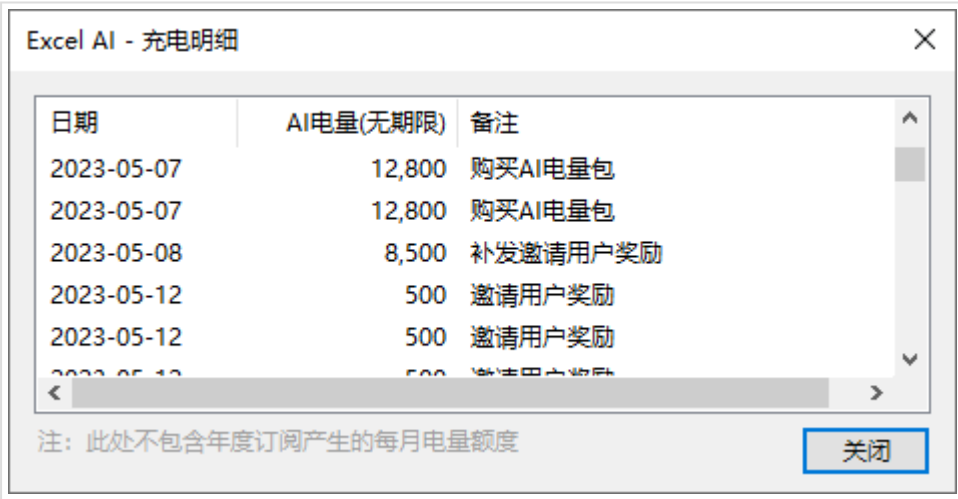 Excel AI - 充电明细
日期 AI电量(无期限) 备注
2023-05-07 12,800 购买AI电量包
2023-05-07 12,800 购买AI电量包
2023-05-08 8,500 补发邀请用户奖励
2023-05-12 500 邀请用户奖励
2023-05-12 500 邀请用户奖励
注：此处不包含年度订阅产生的每月电量额度
关闭